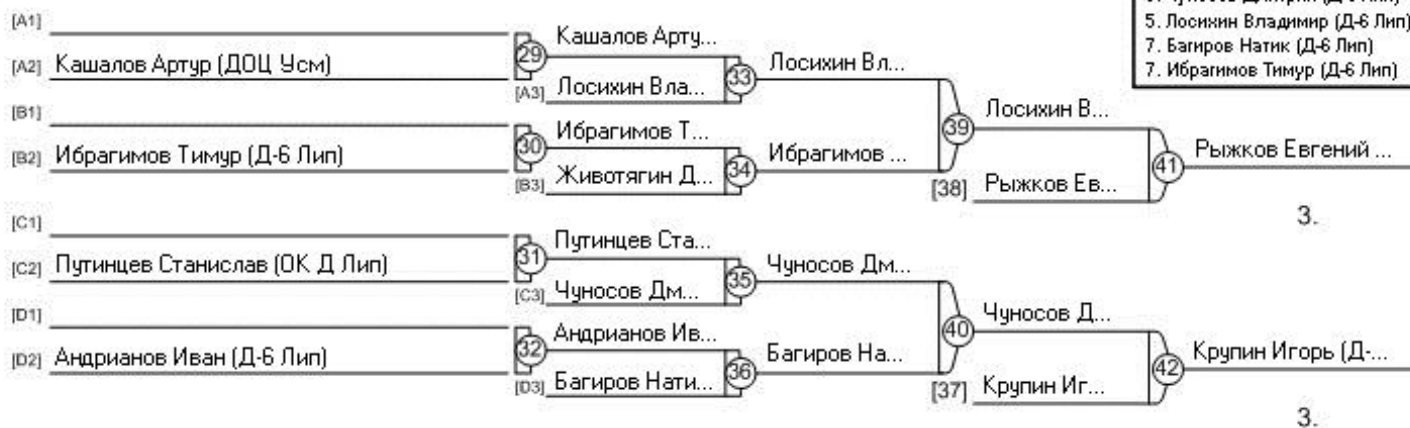 5. Лосихин Владимир (Д-6 Лип)
7. Багиров Натик (Д-6 Лип)
7. Ибрагимов Тимур (Д-6 Лип)
[A1]
[A2] Кашалов Артур (ДОЦ Усм)
29
Кашалов Арту...
[A3] Лосихин Вла...
33
Лосихин Вл...
[B1]
[B2] Ибрагимов Тимур (Д-6 Лип)
30
Ибрагимов Т...
[B3] Животягин Д...
34
Ибрагимов ...
39
Лосихин В...
[38] Рыжков Ев...
41
Рыжков Евгений ...
3.
[C1]
[C2] Путинцев Станислав (ОК Д Лип)
31
Путинцев Ста...
[C3] Чуносов Дм...
35
Чуносов Дм...
[D1]
[D2] Андрианов Иван (Д-6 Лип)
32
Андрианов Ив...
[D3] Багиров Нати...
36
Багиров На...
40
Чуносов Д...
[37] Крупин Иг...
42
Крупин Игорь (Д-...
3.